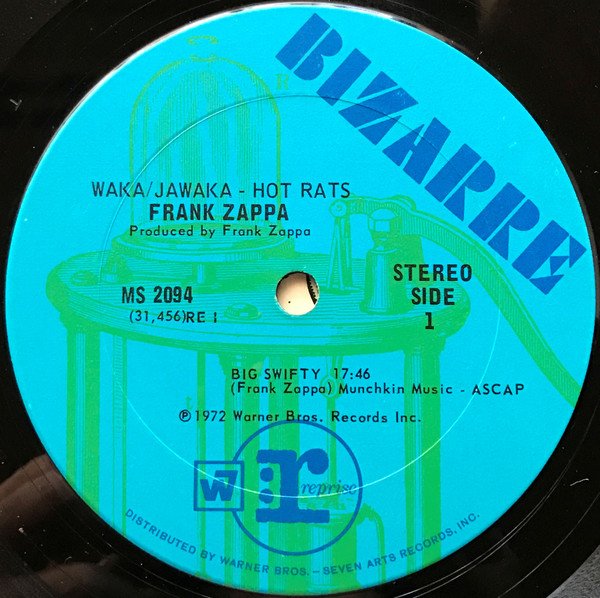 BIZARRE
WAKA/JAWAKA - HOT RATS
FRANK ZAPPA
Produced by Frank Zappa
MS 2094
(31,456)RE 1
STEREO
SIDE
1
BIG SWIFTY 17:46
(Frank Zappa) Munchkin Music - ASCAP
℗1972 Warner Bros. Records Inc.
W7
:r
reprise
DISTRIBUTED BY WARNER BROS. – SEVEN ARTS RECORDS, INC.